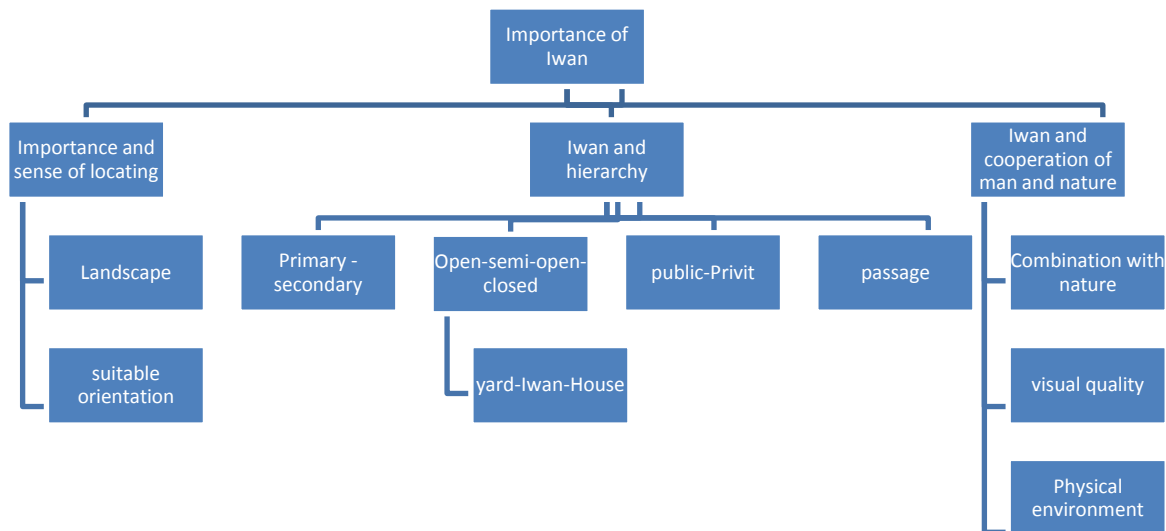 Importance of
Iwan
Importance and
sense of locating
Iwan and
hierarchy
Iwan and
cooperation of
man and nature
Landscape
Primary -
secondary
Open-semi-open-
closed
public-Privit
passage
Combination with
nature
suitable
orientation
yard-Iwan-House
visual quality
Physical
environment